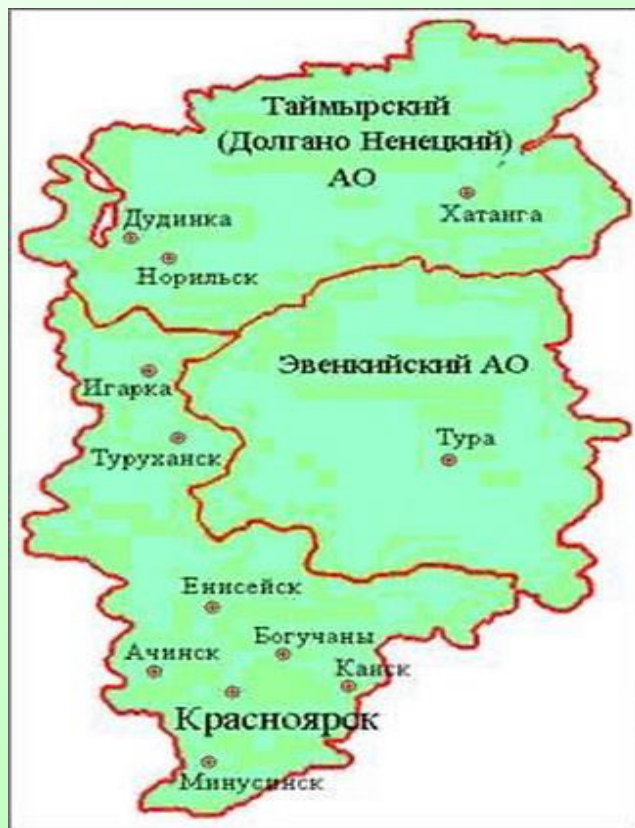 Таймырский
(Долгано Ненецкий)
АО
Хатанга
Дудинка
Норильск
Эвенкийский АО
Игарка
Тура
Туруханск
Енисейск
Богучаны
Ачинск
Канск
Красноярск
Минусинск